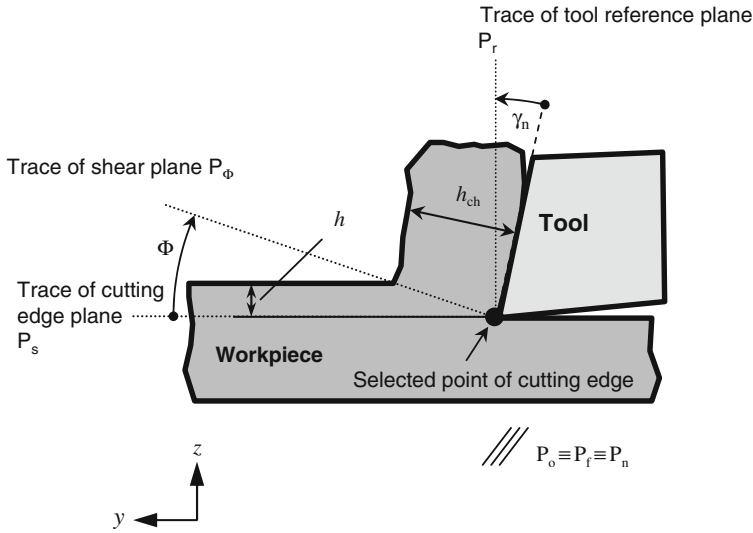 Trace of tool reference plane
P_r
γ_n
Trace of shear plane P_Φ
h_ch
h
Tool
Φ
Trace of cutting
edge plane
P_s
Workpiece
Selected point of cutting edge
P_o ≡ P_f ≡ P_n
z
y